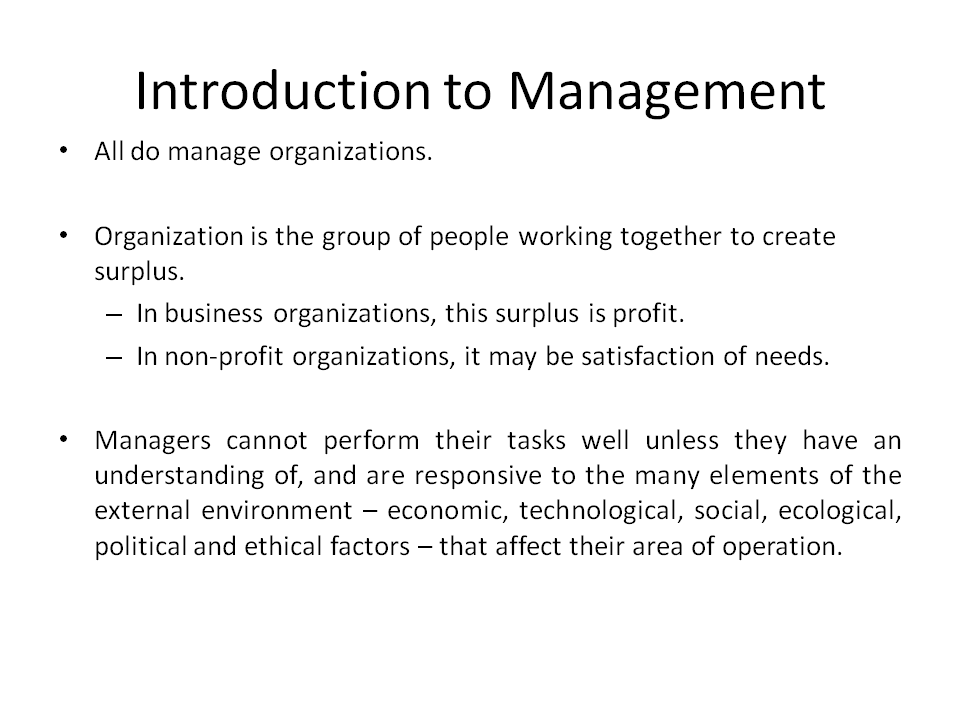 Introduction to Management
• All do manage organizations.
• Organization is the group of people working together to create
surplus.
– In business organizations, this surplus is profit.
– In non-profit organizations, it may be satisfaction of needs.
• Managers cannot perform their tasks well unless they have an
understanding of, and are responsive to the many elements of the
external environment – economic, technological, social, ecological,
political and ethical factors – that affect their area of operation.